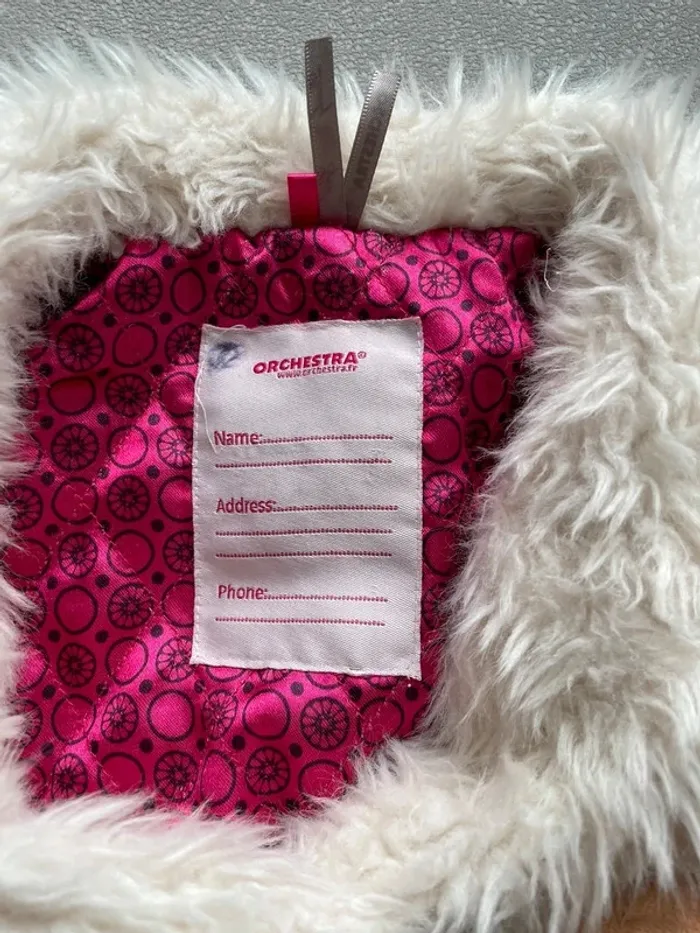 ORCHESTRA®
www.orchestra.fr
Name:
Address:
Phone: